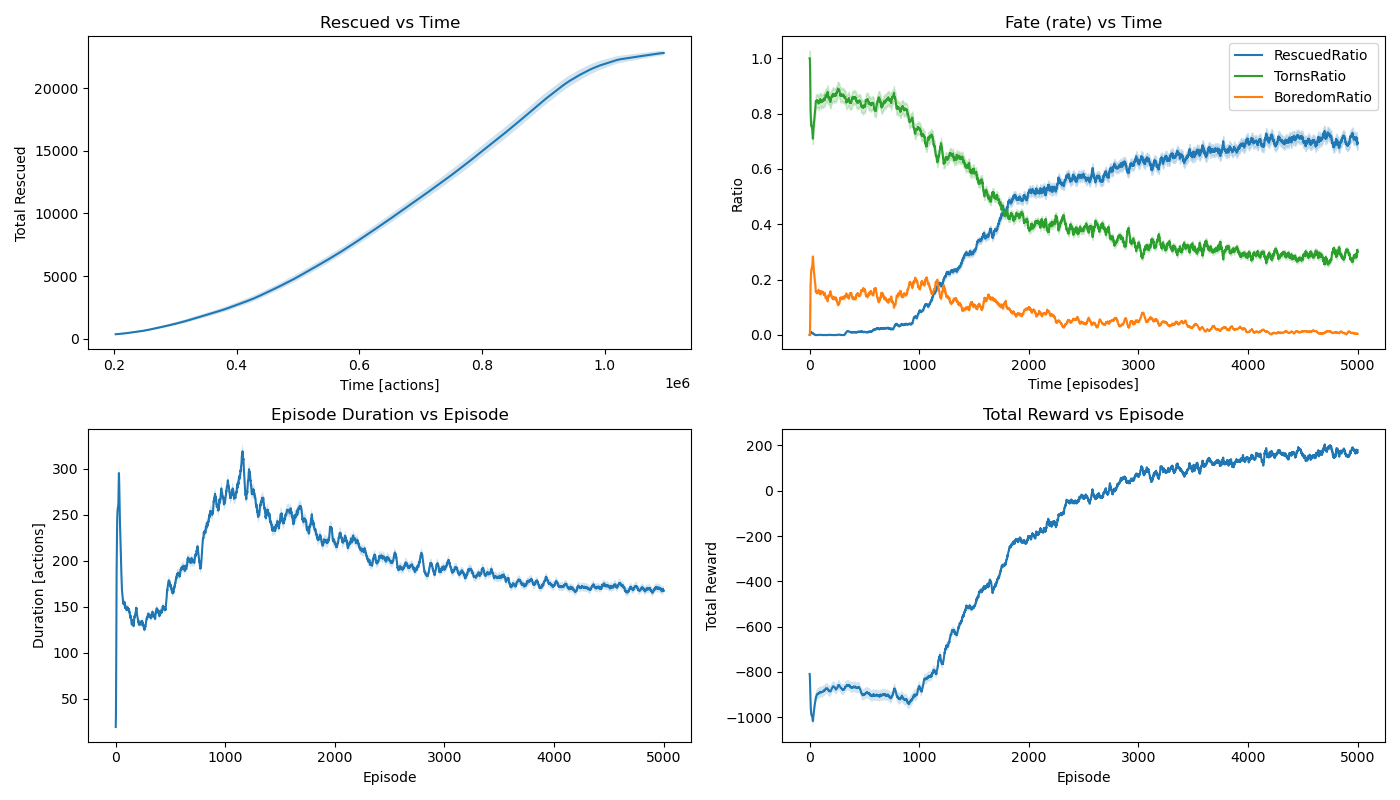 Rescued vs Time
Total Rescued
20000
15000
10000
5000
0
0.2 0.4 0.6 0.8 1.0
1e6
Time [actions]
Fate (rate) vs Time
Ratio
1.0
0.8
0.6
0.4
0.2
0.0
RescuedRatio
TornsRatio
BoredomRatio
0 1000 2000 3000 4000 5000
Time [episodes]
Episode Duration vs Episode
Duration [actions]
300
250
200
150
100
50
0 1000 2000 3000 4000 5000
Episode
Total Reward vs Episode
Total Reward
200
0
−200
−400
−600
−800
−1000
0 1000 2000 3000 4000 5000
Episode